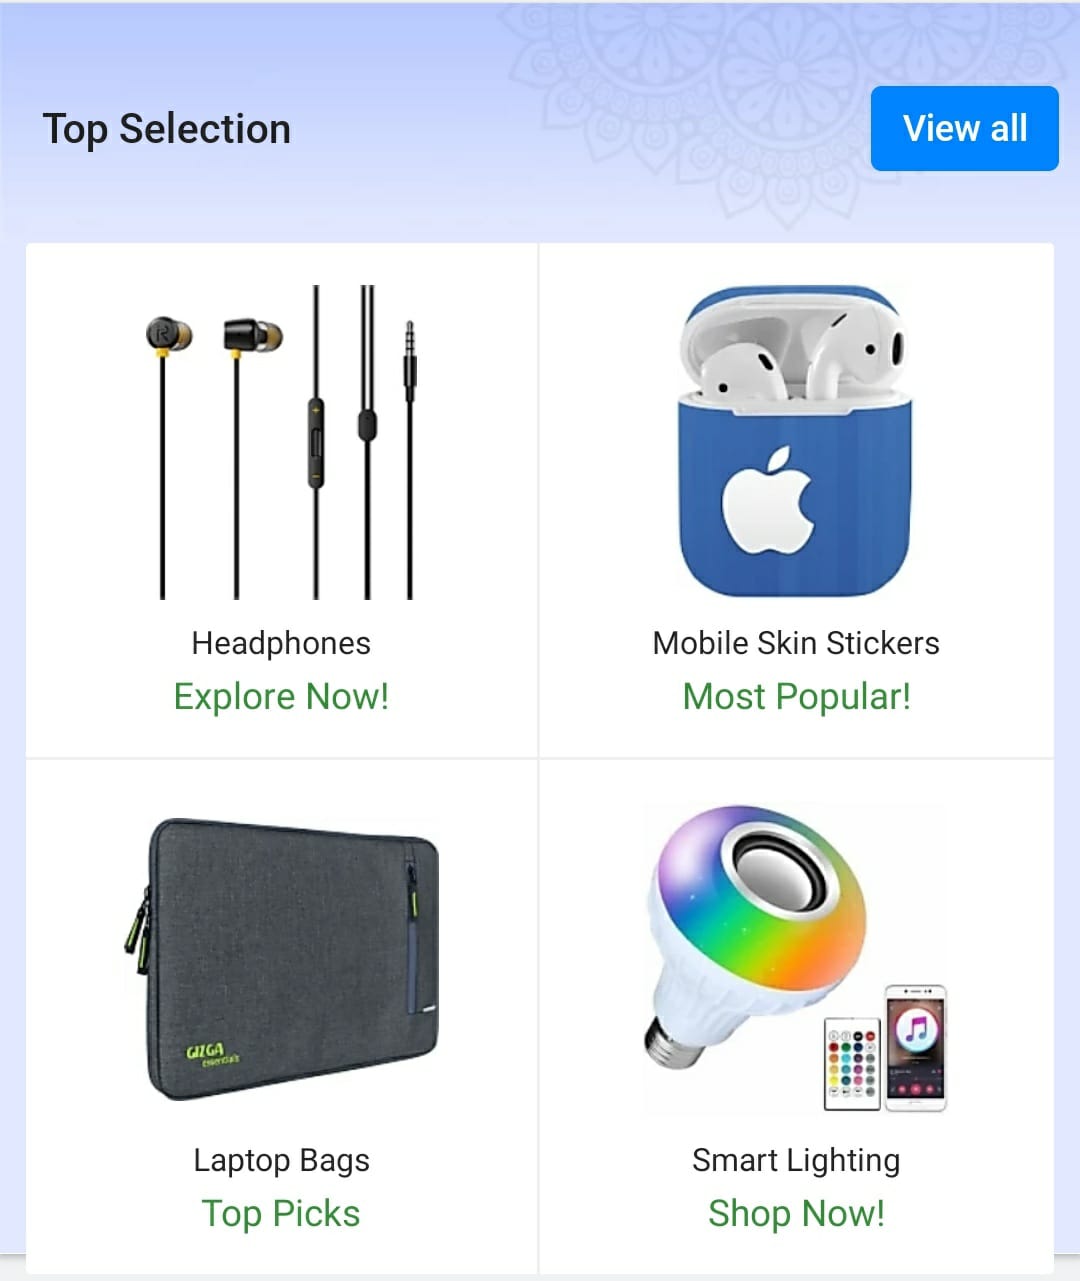 Top Selection
View all
Headphones
Explore Now!
Mobile Skin Stickers
Most Popular!
GIZGA
essentials
Laptop Bags
Top Picks
Smart Lighting
Shop Now!